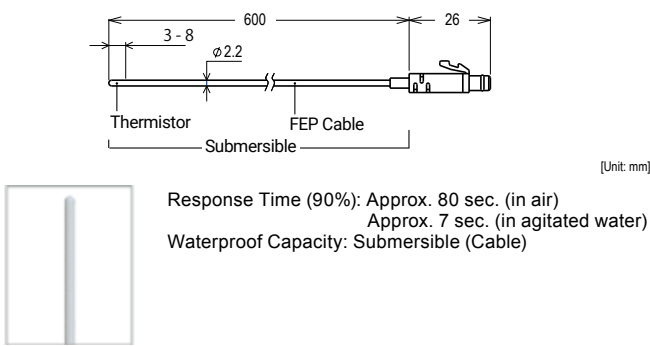 600
26
3 - 8
φ2.2
Thermistor
FEP Cable
Submersible
[Unit: mm]
Response Time (90%): Approx. 80 sec. (in air)
Approx. 7 sec. (in agitated water)
Waterproof Capacity: Submersible (Cable)